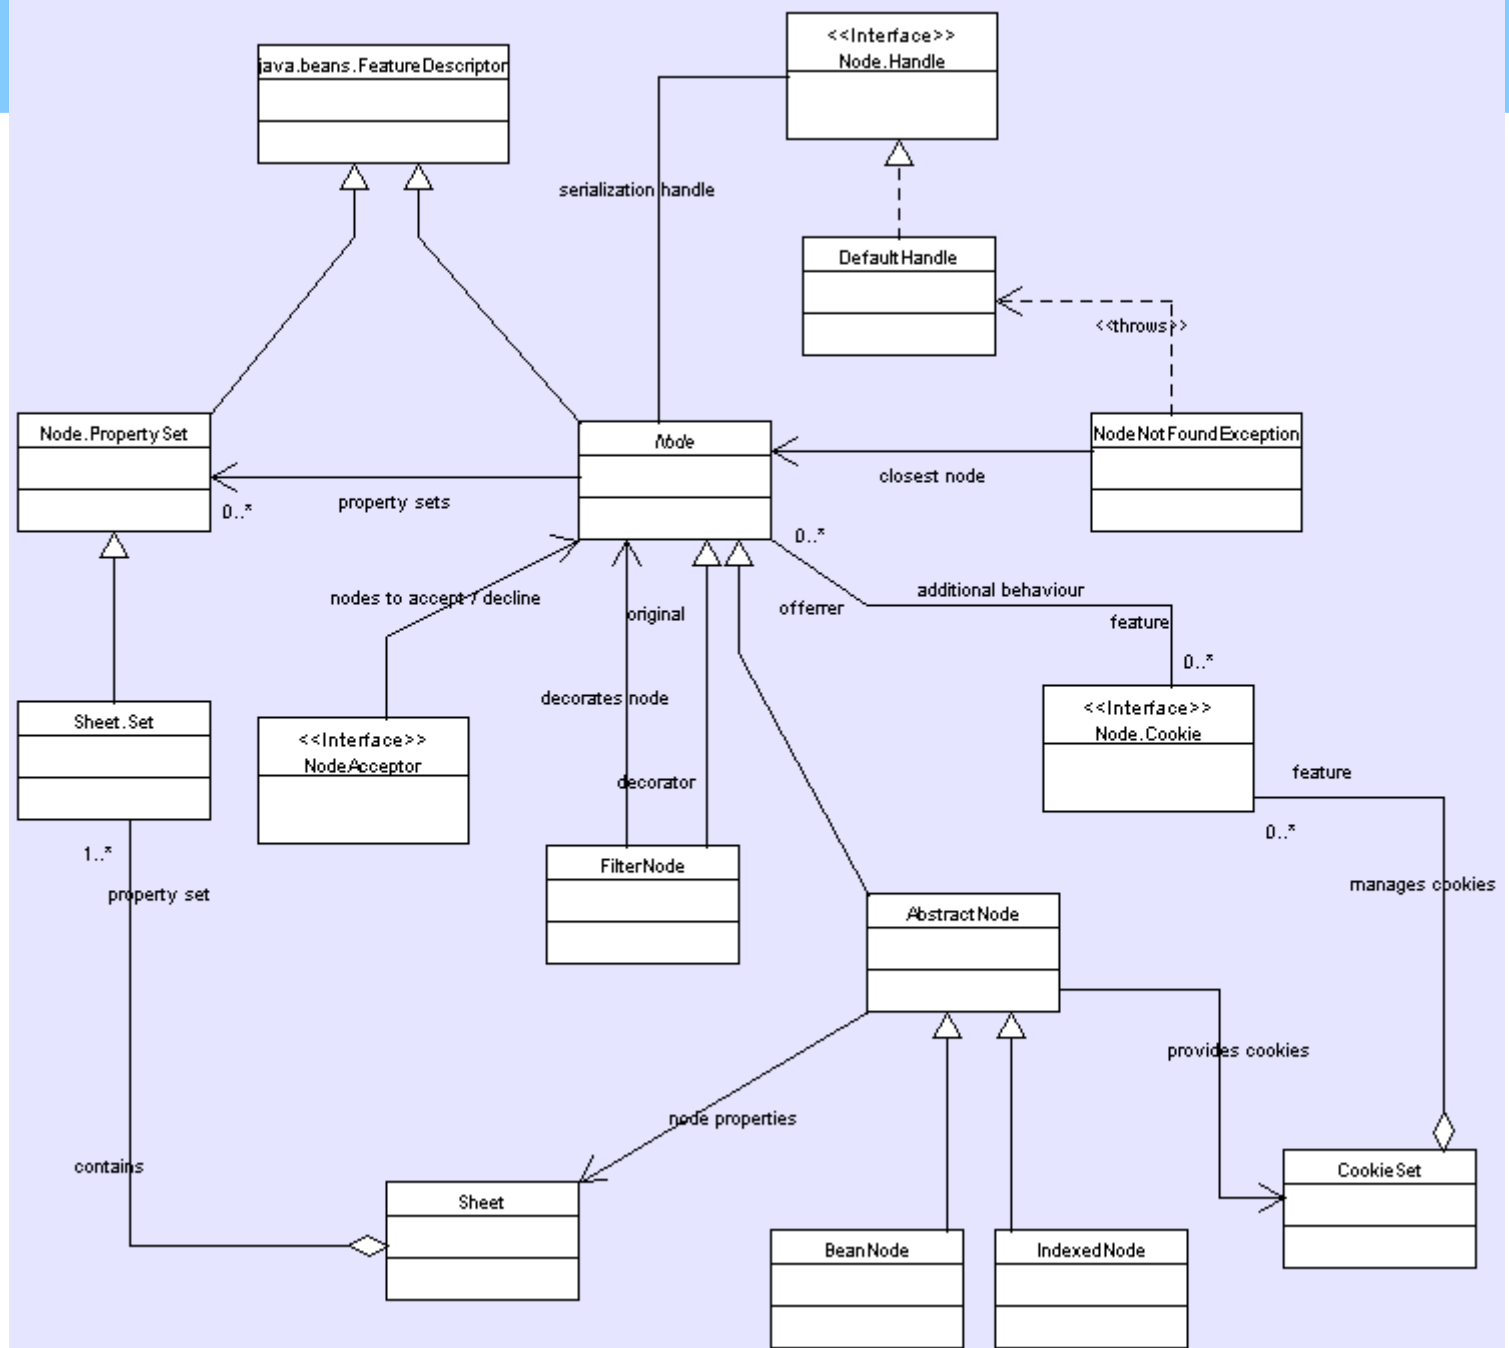 <<Interface>>
Node.Handle
java.beans.FeatureDescriptor
serialization handle
DefaultHandle
<<throws>>
Node.PropertySet
Node
NodeNotFoundException
closest node
property sets
0..*
0..*
nodes to accept / decline
original
offerrer
additional behaviour
feature
0..*
decorates node
Sheet.Set
<<Interface>>
NodeAcceptor
<<Interface>>
Node.Cookie
decorator
feature
0..*
1..*
property set
FilterNode
manages cookies
AbstractNode
provides cookies
node properties
contains
Sheet
CookieSet
BeanNode
IndexedNode